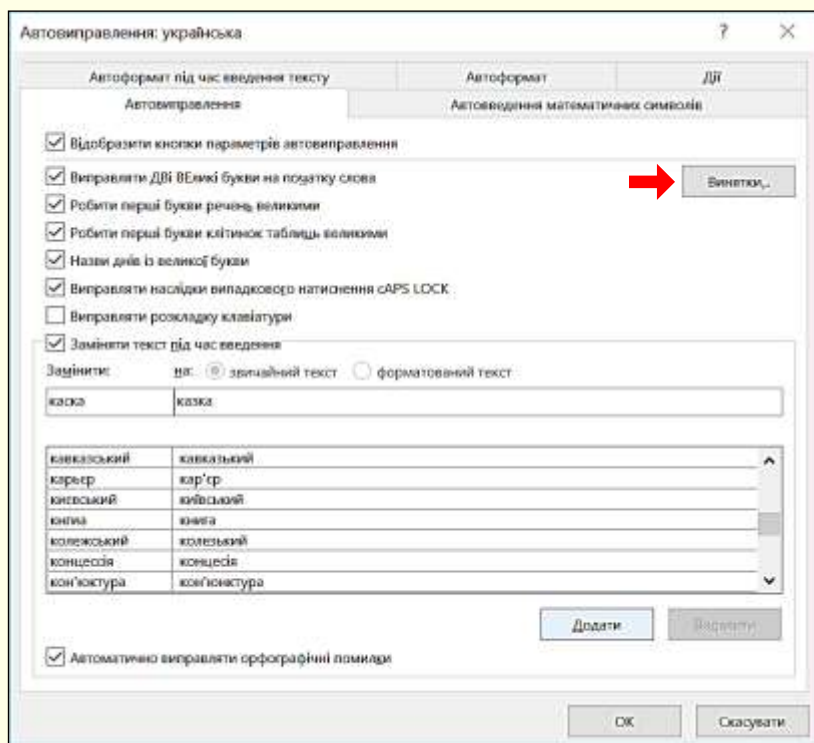 Автовиправлення: українська
?
Автоформат під час введення тексту Автоформат Дії
Автовиправлення Автовведення математичних символів
Відобразити кнопки параметрів автовиправлення
Виправляти ДВі ВЕликі букви на початку слова Винятки...
Робити перші букви речень великими
Робити перші букви клітинок таблиць великими
Назви днів із великої букви
Виправляти наслідки випадкового натиснення cAPS LOCK
Виправляти розкладку клавіатури
Заміняти текст під час введення
Замінити: на: звичайний текст форматований текст
каска казка
кавказський кавказький
карьєр кар'єр
києвський київський
книга
колежський колезький
концессія концесія
кон'юктура кон'юнктура
Додати Видалити
Автоматично виправляти орфографічні помилки
OK Скасувати